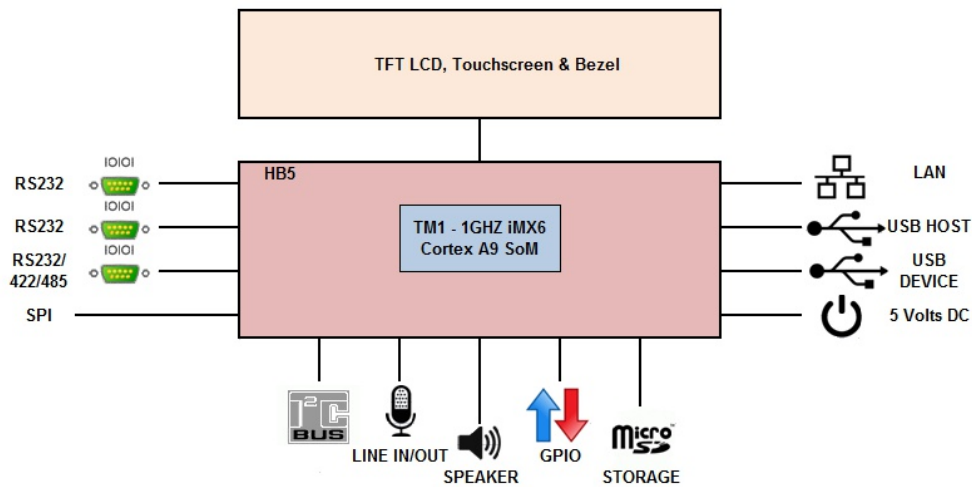 TFT LCD, Touchscreen & Bezel
HB5
TM1 - 1GHZ iMX6
Cortex A9 SoM
IOIOI
RS232
IOIOI
RS232
IOIOI
RS232/
422/485
SPI
LAN
USB HOST
USB
DEVICE
5 Volts DC
I²C
BUS
LINE IN/OUT
SPEAKER
GPIO
Micro
SD
STORAGE